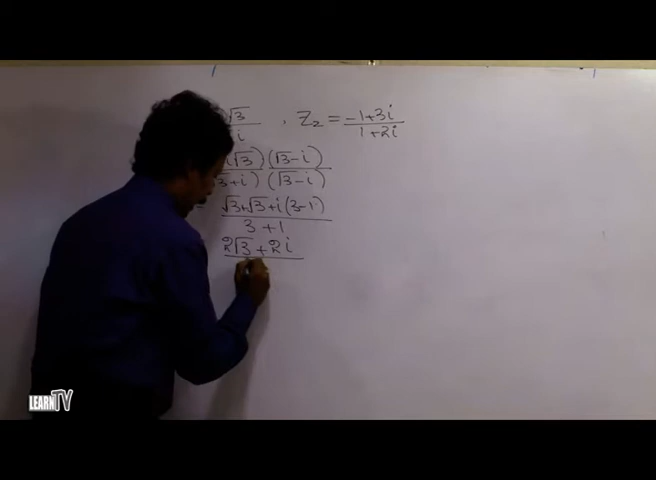 √3 , Z₂ = -1+3i
i 1+2i
i√3) (√3-i)
3+i) (√3-i)
= √3+√3+i(3-1)
3+1
2√3+2i
LEARN TV